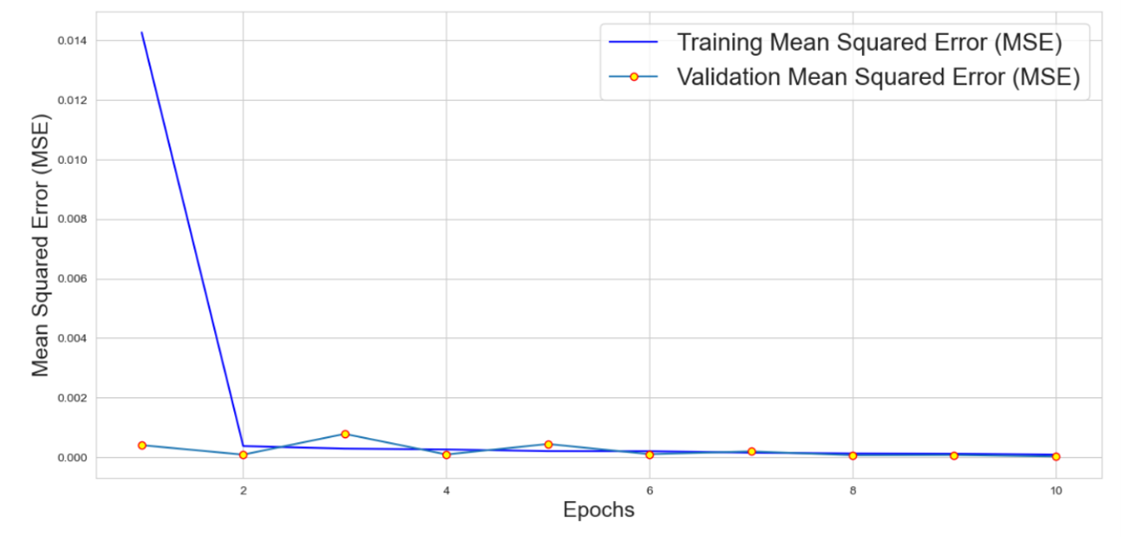 Training Mean Squared Error (MSE)
Validation Mean Squared Error (MSE)
Mean Squared Error (MSE)
0.014
0.012
0.010
0.008
0.006
0.004
0.002
0.000
2 4 6 8 10
Epochs